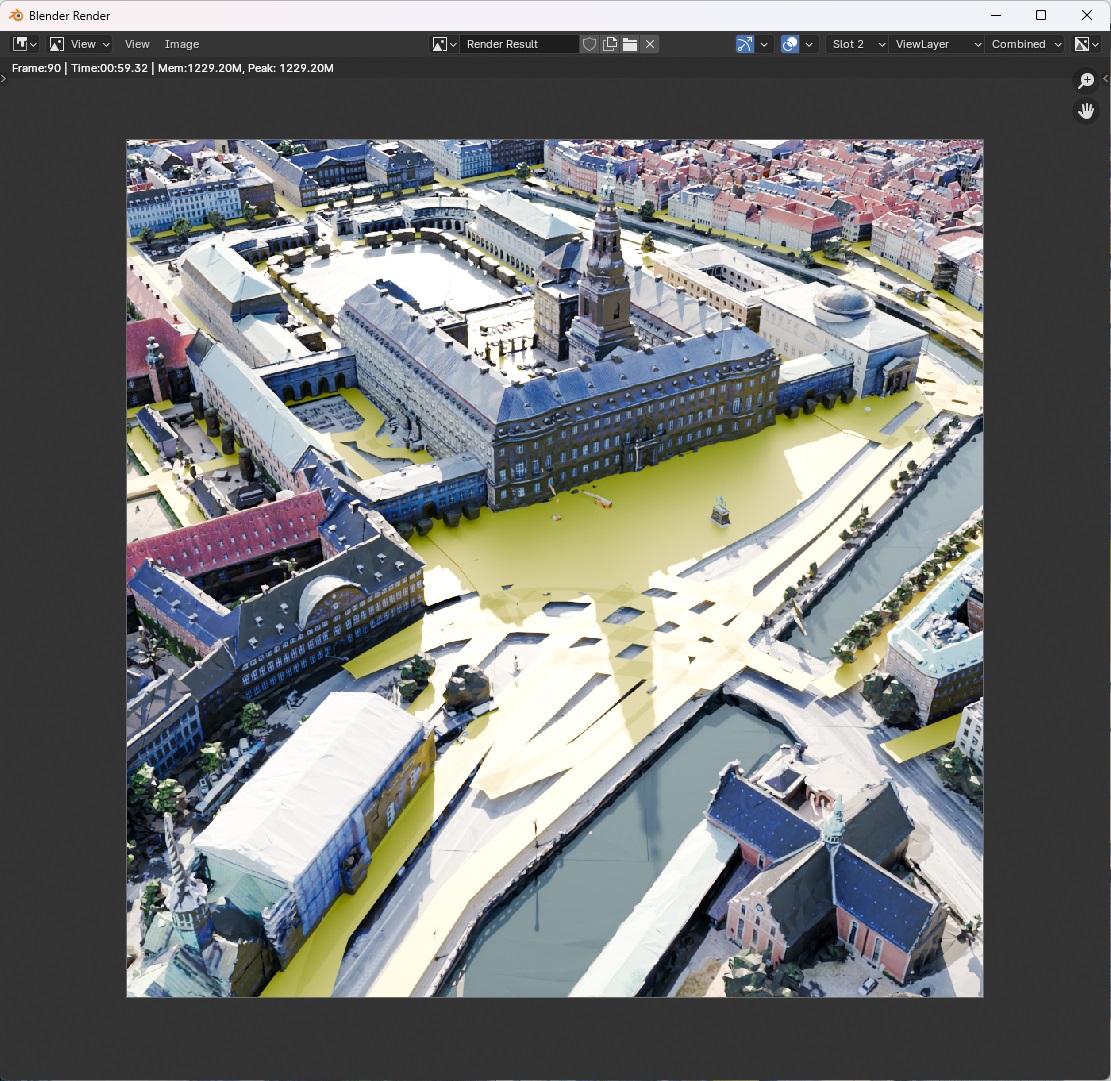 Blender Render
View View Image Render Result Slot 2 ViewLayer Combined
Frame:90 | Time:00:59.32 | Mem:1229.20M, Peak: 1229.20M